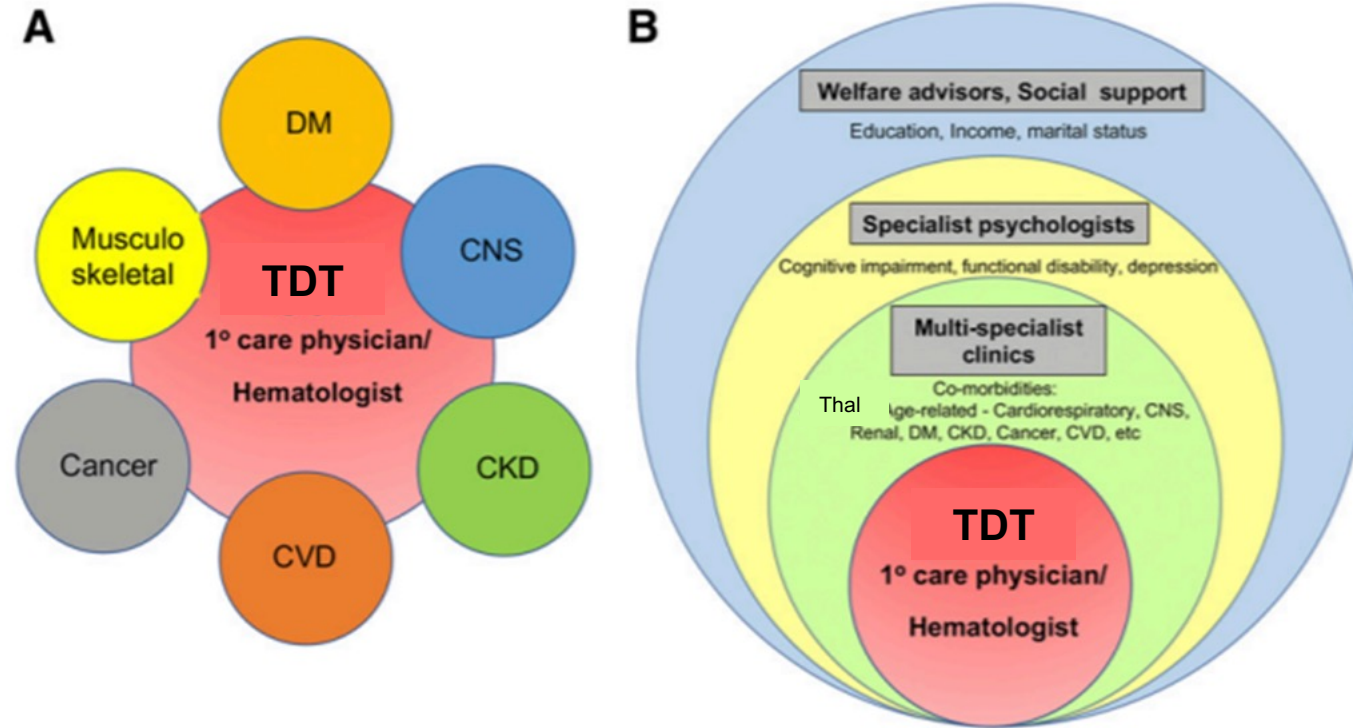 A
DM
Musculo
skeletal
CNS
TDT
1º care physician/
Hematologist
Cancer
CKD
CVD
B
Welfare advisors, Social support
Education, Income, marital status
Specialist psychologists
Cognitive impairment, functional disability, depression
Multi-specialist
clinics
Co-morbidities:
Thal Age-related - Cardiorespiratory, CNS,
Renal, DM, CKD, Cancer, CVD, etc
TDT
1º care physician/
Hematologist